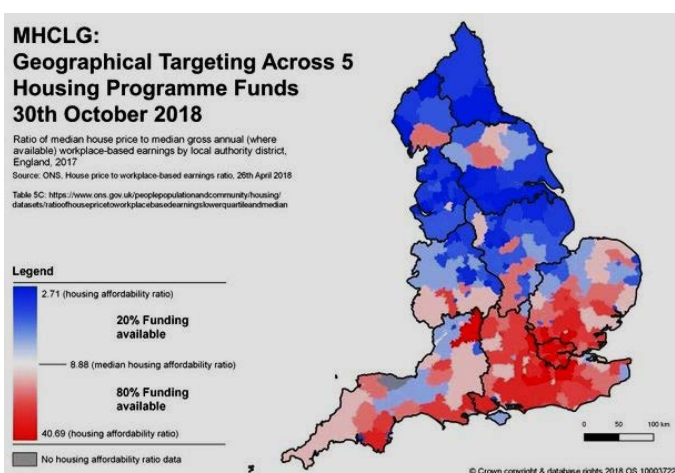 MHCLG:
Geographical Targeting Across 5
Housing Programme Funds
30th October 2018
Ratio of median house price to median gross annual (where
available) workplace-based earnings by local authority district,
England, 2017
Source: ONS, House price to workplace-based earnings ratio, 26th April 2018
Table 5C: https://www.ons.gov.uk/peoplepopulationandcommunity/housing/
datasets/ratioofhousepricetoworkplacebasedearningslowerquartileandmedian
Legend
2.71 (housing affordability ratio)
20% Funding
available
8.88 (median housing affordability ratio)
80% Funding
available
40.69 (housing affordability ratio)
No housing affordability ratio data
0 50 100 km
© Crown copyright & database rights 2018 OS 10003722